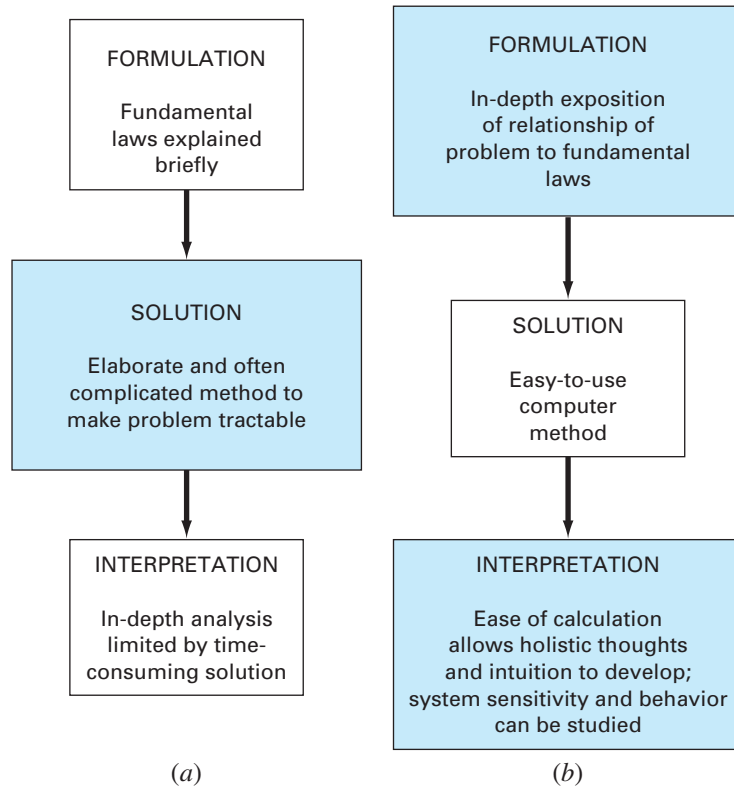 FORMULATION
Fundamental
laws explained
briefly
SOLUTION
Elaborate and often
complicated method to
make problem tractable
INTERPRETATION
In-depth analysis
limited by time-
consuming solution
(a)
FORMULATION
In-depth exposition
of relationship of
problem to fundamental
laws
SOLUTION
Easy-to-use
computer
method
INTERPRETATION
Ease of calculation
allows holistic thoughts
and intuition to develop;
system sensitivity and behavior
can be studied
(b)